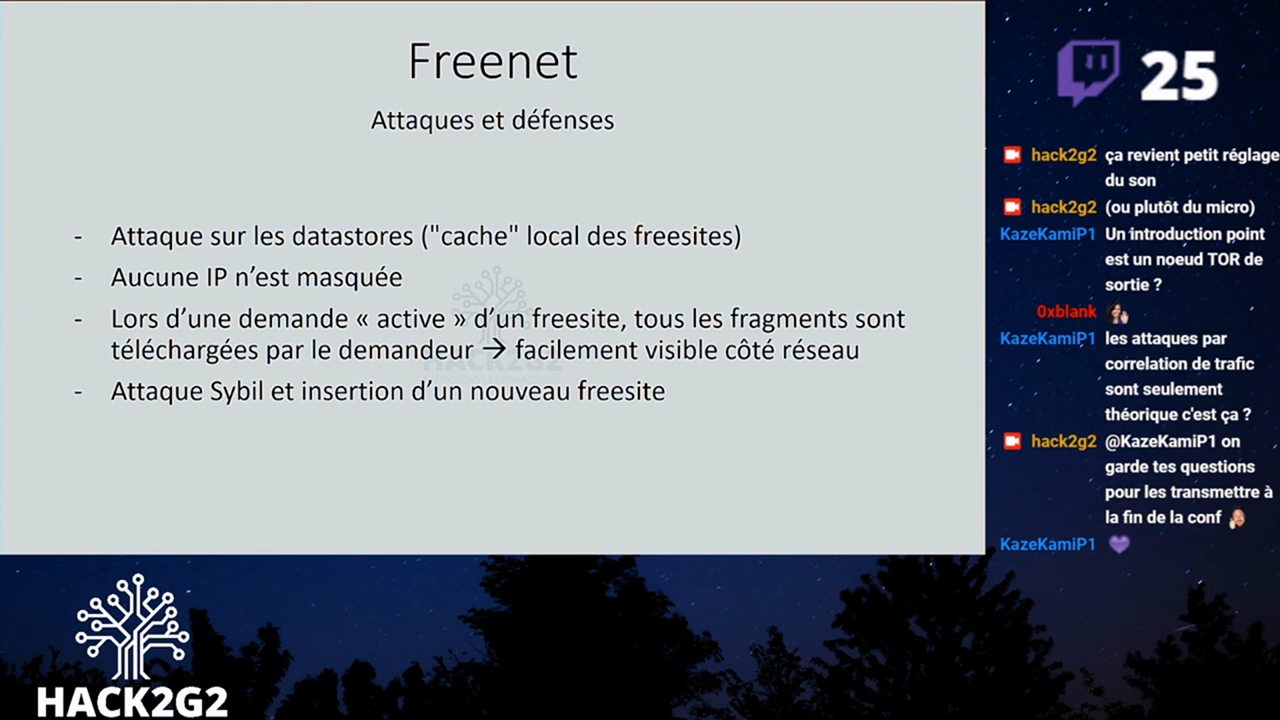 Freenet
Attaques et défenses
- Attaque sur les datastores ("cache" local des freesites)
- Aucune IP n’est masquée
- Lors d’une demande « active » d’un freesite, tous les fragments sont
téléchargées par le demandeur → facilement visible côté réseau
- Attaque Sybil et insertion d’un nouveau freesite
HACK2G2
25
hack2g2 ça revient petit réglage
du son
hack2g2 (ou plutôt du micro)
KazeKamiP1 Un introduction point
est un noeud TOR de
sortie ?
0xblank
KazeKamiP1 les attaques par
correlation de trafic
sont seulement
théorique c'est ça ?
hack2g2 @KazeKamiP1 on
garde tes questions
pour les transmettre à
la fin de la conf
KazeKamiP1
HACK2G2